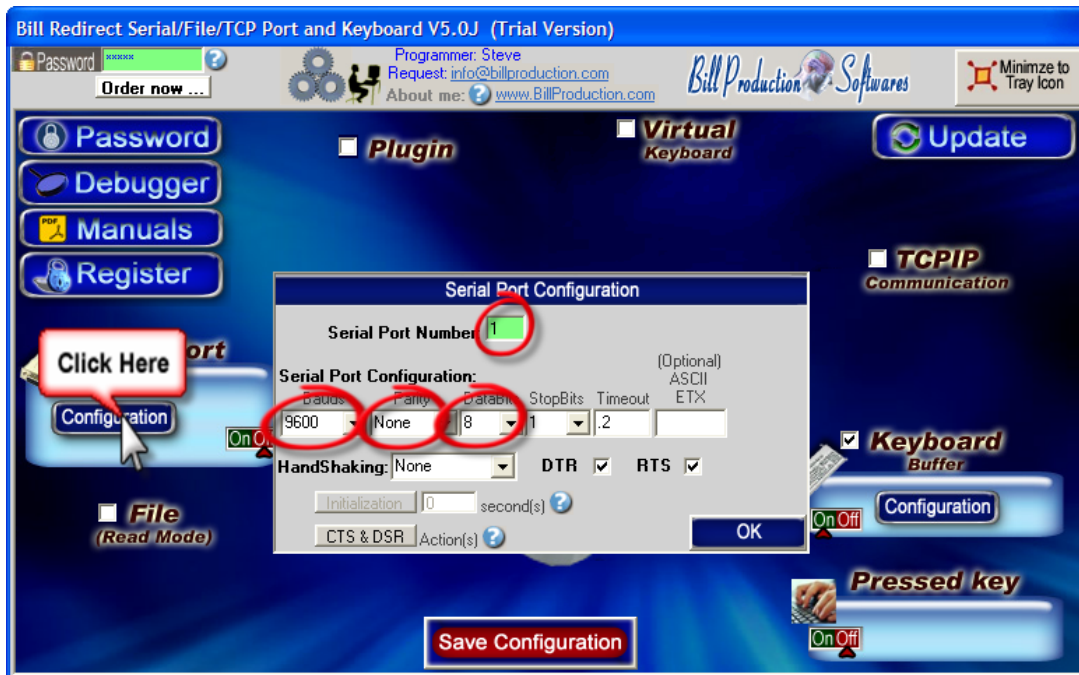 Bill Redirect Serial/File/TCP Port and Keyboard V5.0J (Trial Version)
Password *****
Order now ...
Programmer: Steve
Request: info@billproduction.com
About me: www.BillProduction.com
Bill Production Softwares
Minimze to
Tray Icon
Password
Debugger
PDF
Manuals
Register
Plugin
Virtual
Keyboard
Update
TCPIP
Communication
Serial Port Configuration
Serial Port Number 1
Serial Port Configuration:
(Optional)
ASCII
ETX
Bauds Parity DataBits StopBits Timeout
9600 None 8 1 .2
HandShaking: None DTR RTS
Initialization 0 second(s)
CTS & DSR Action(s)
OK
Click Here
ort
Configuration
On
File
(Read Mode)
Keyboard
Buffer
Configuration
On Off
Pressed key
On Off
Save Configuration